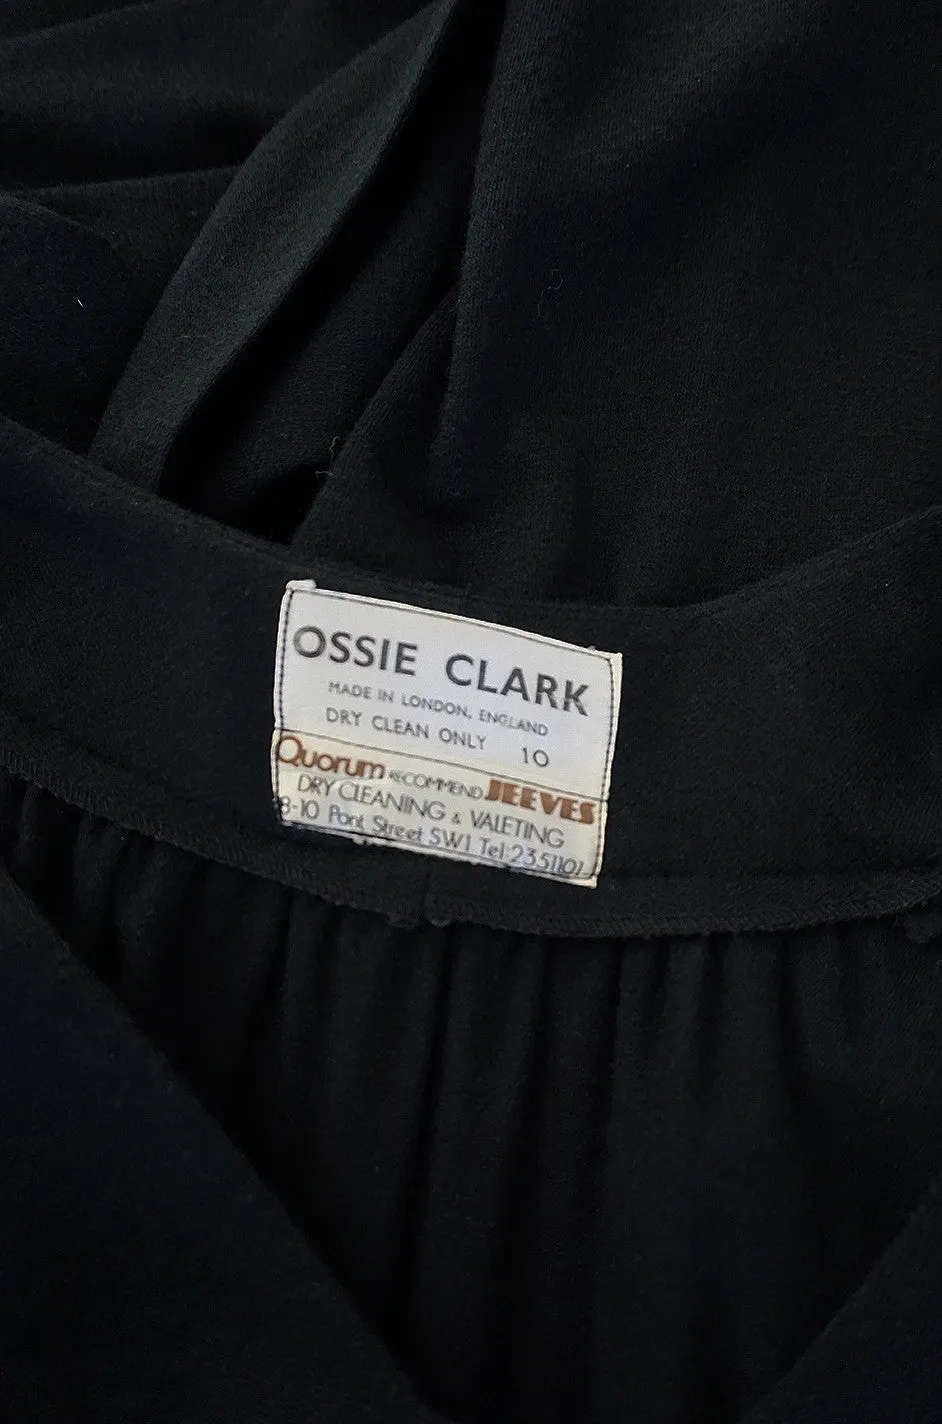 OSSIE CLARK
MADE IN LONDON, ENGLAND
DRY CLEAN ONLY 10
Quorum RECOMMEND JEEVES
DRY CLEANING & VALETING
8-10 Pont Street SW1 Tel:2351101